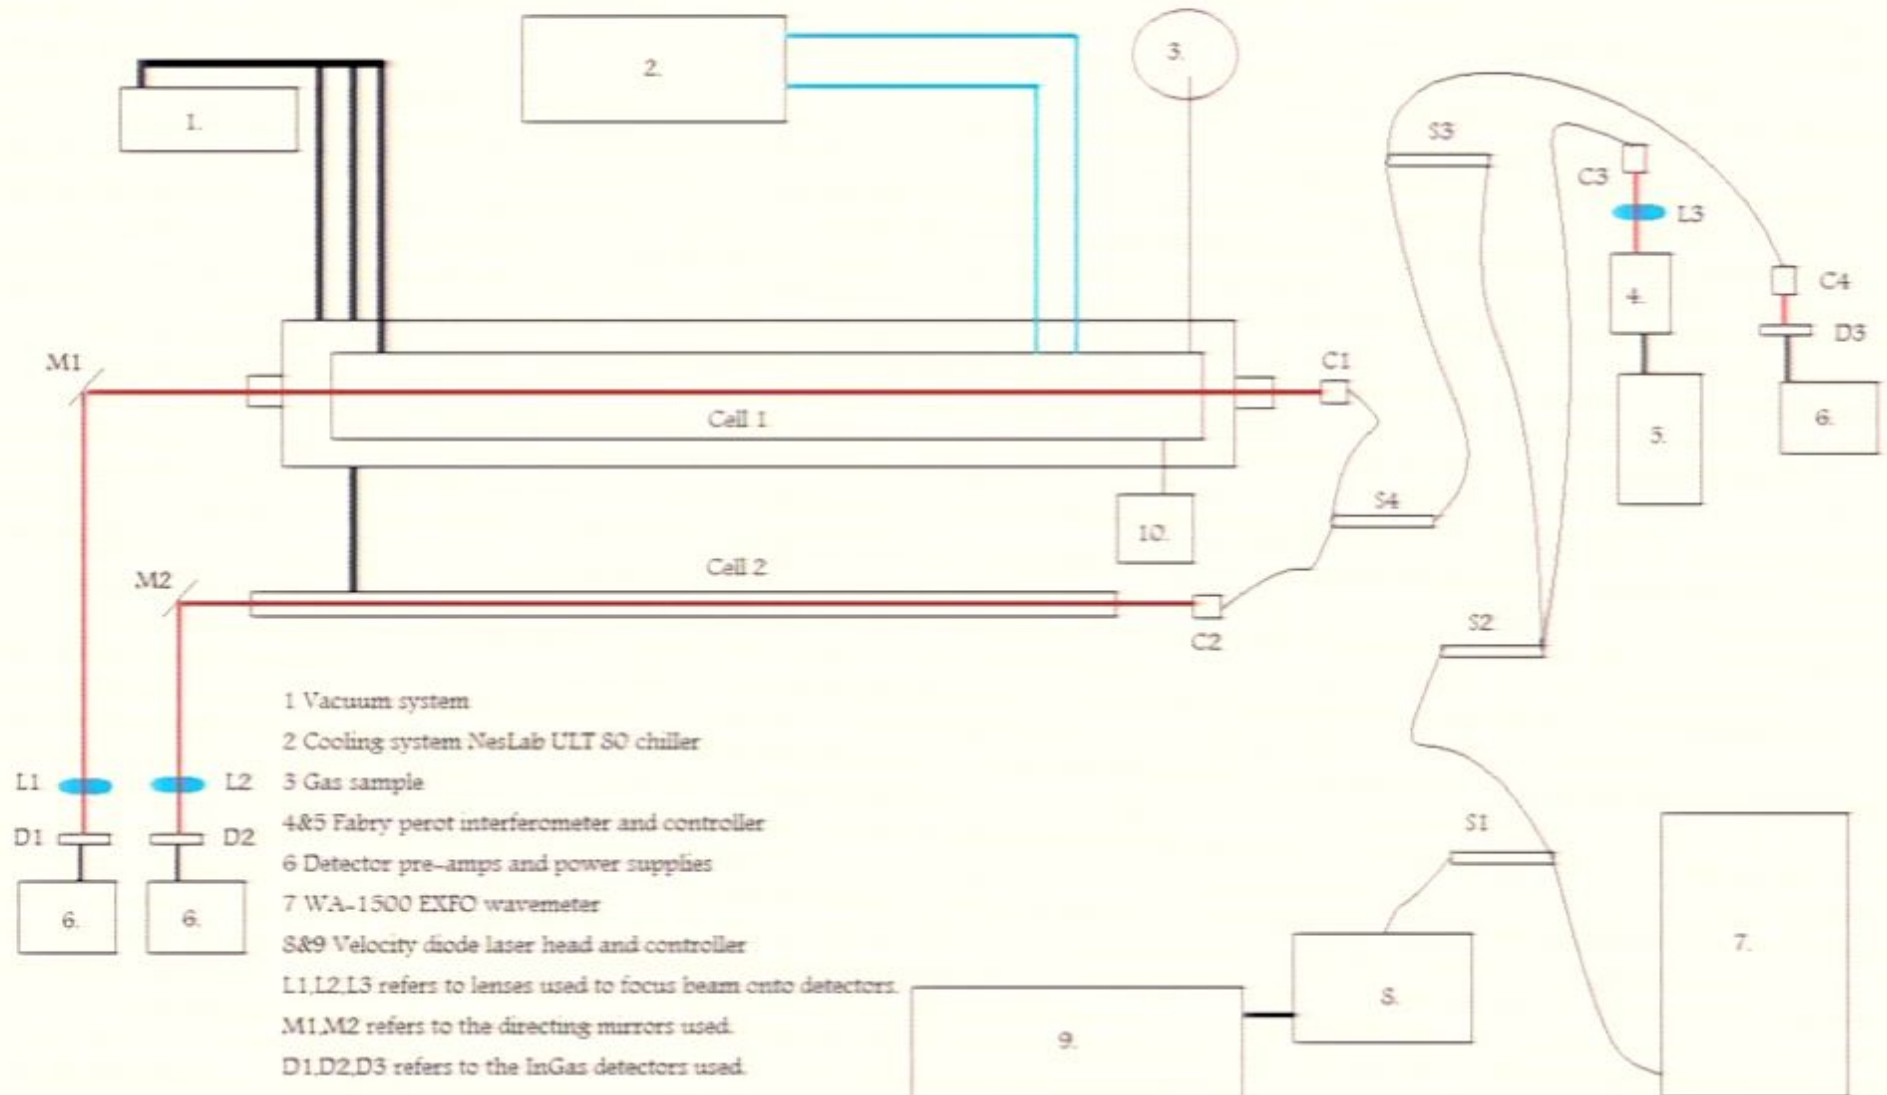 1.
2.
3.
S3
C3
L3
4.
C4
D3
5.
6.
M1
C1
Cell 1
S4
10.
Cell 2
M2
C2
S2
1 Vacuum system
2 Cooling system NesLab ULT 80 chiller
L1
L2
3 Gas sample
4&5 Fabry perot interferometer and controller
D1
D2
S1
6 Detector pre-amps and power supplies
7 WA-1500 EXFO wavemeter
6.
6.
7.
8&9 Velocity diode laser head and controller
L1,L2,L3 refers to lenses used to focus beam onto detectors.
8.
M1,M2 refers to the directing mirrors used.
9.
D1,D2,D3 refers to the InGas detectors used.